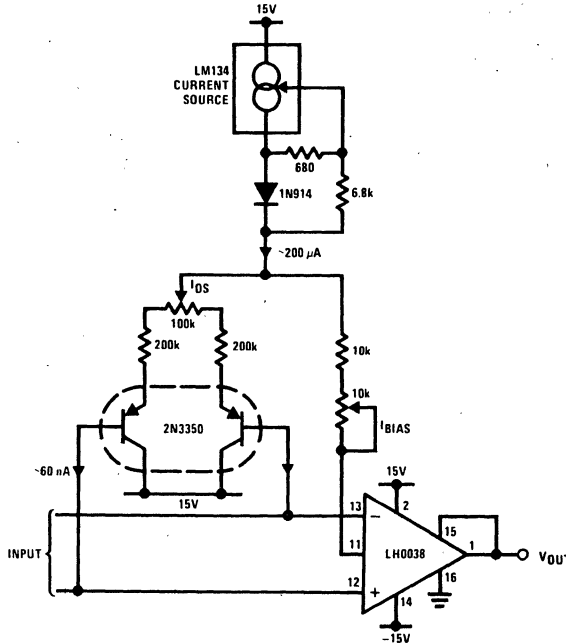 15V
LM134
CURRENT
SOURCE
680
1N914
6.8k
~200 μA
IOS
100k
200k
200k
10k
10k
IBIAS
2N3350
~60 nA
15V
15V
13
−
2
15
INPUT
11
LH0038
1
VOUT
12
+
16
14
−15V